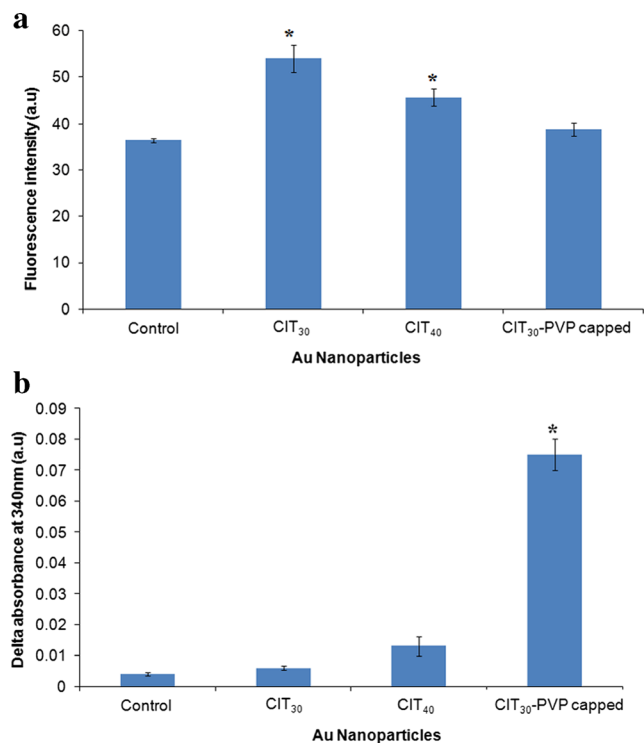 a
Fluorescence Intensity (a.u)
60
50
40
30
20
10
0
*
*
Control
CIT30
CIT40
CIT30-PVP capped
Au Nanoparticles
b
Delta absorbance at 340nm (a.u)
0.09
0.08
0.07
0.06
0.05
0.04
0.03
0.02
0.01
0
*
Control
CIT30
CIT40
CIT30-PVP capped
Au Nanoparticles